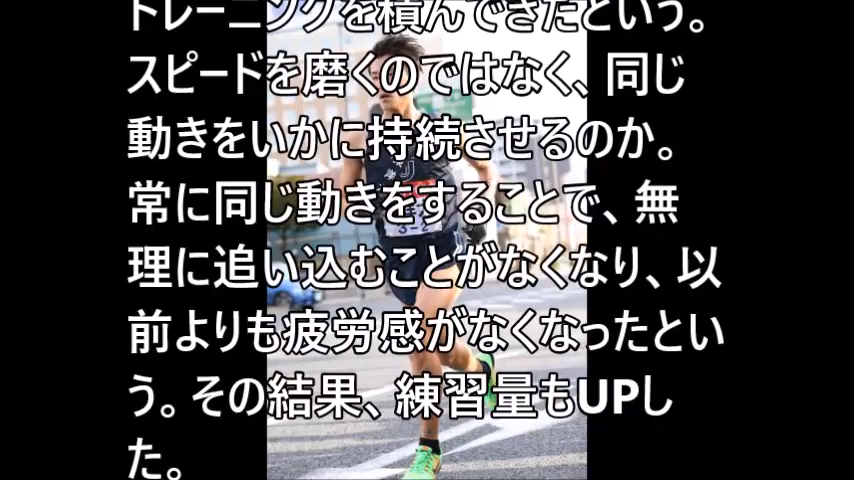 トレーニングを積んできたという。
スピードを磨くのではなく、同じ
動きをいかに持続させるのか。
常に同じ動きをすることで、無
理に追い込むことがなくなり、以
前よりも疲労感がなくなったとい
う。その結果、練習量もUPし
た。
3-2